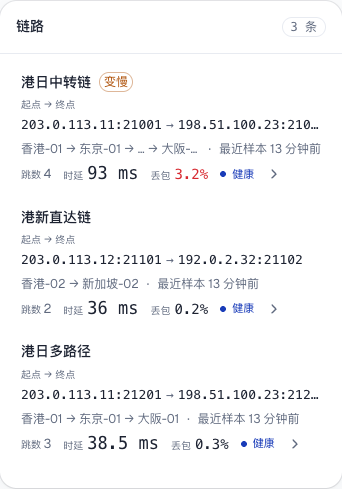 链路
3 条
港日中转链 变慢
起点 → 终点
203.0.113.11:21001 → 198.51.100.23:210…
香港-01 → 东京-01 → … → 大阪-… · 最近样本 13 分钟前
跳数 4 时延 93 ms 丢包 3.2% 健康
港新直达链
起点 → 终点
203.0.113.12:21101 → 192.0.2.32:21102
香港-02 → 新加坡-02 · 最近样本 13 分钟前
跳数 2 时延 36 ms 丢包 0.2% 健康
港日多路径
起点 → 终点
203.0.113.11:21201 → 198.51.100.23:212…
香港-01 → 东京-01 → 大阪-01 · 最近样本 13 分钟前
跳数 3 时延 38.5 ms 丢包 0.3% 健康